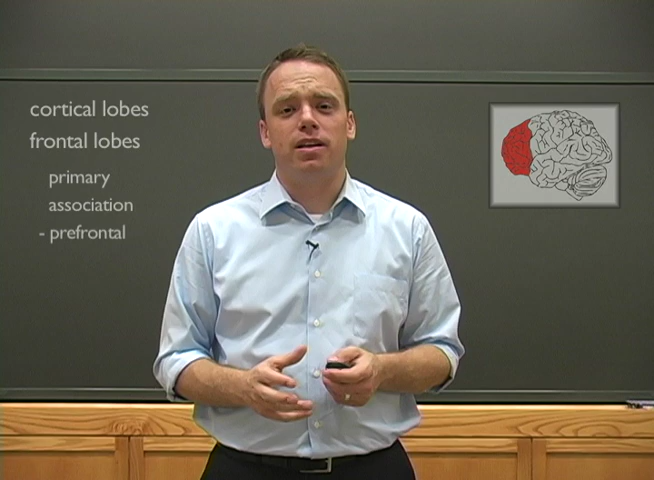 cortical lobes
frontal lobes
primary
association
- prefrontal